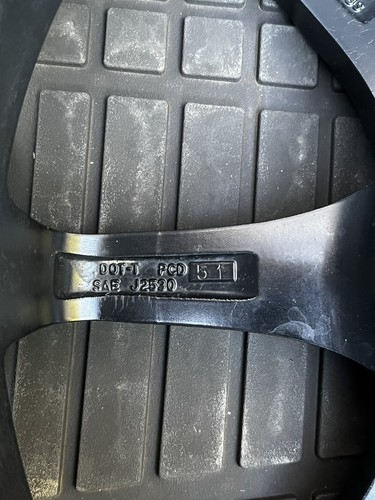 DOT-T PCD 51
SAE J2530